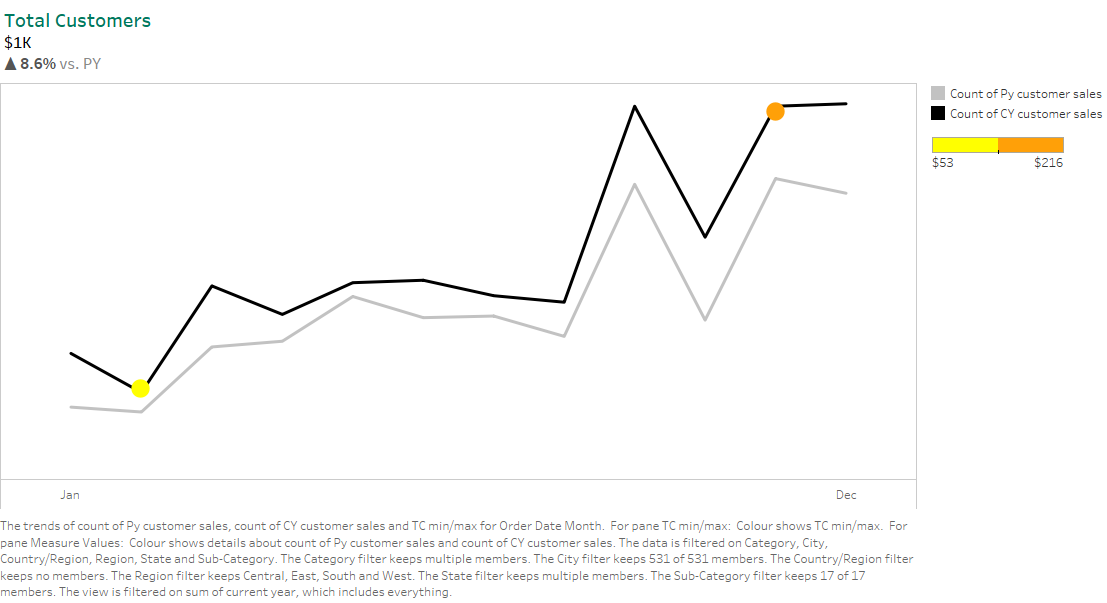 Total Customers
$1K
▲ 8.6% vs. PY
Count of Py customer sales
Count of CY customer sales
$53 $216
Jan Dec
The trends of count of Py customer sales, count of CY customer sales and TC min/max for Order Date Month.  For pane TC min/max:  Colour shows TC min/max.  For
pane Measure Values:  Colour shows details about count of Py customer sales and count of CY customer sales. The data is filtered on Category, City,
Country/Region, Region, State and Sub-Category. The Category filter keeps multiple members. The City filter keeps 531 of 531 members. The Country/Region filter
keeps no members. The Region filter keeps Central, East, South and West. The State filter keeps multiple members. The Sub-Category filter keeps 17 of 17
members. The view is filtered on sum of current year, which includes everything.